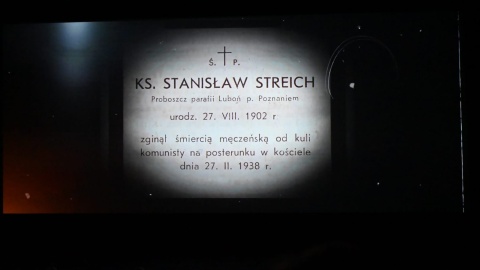 Ś. † P.
KS. STANISŁAW STREICH
Proboszcz parafii Luboń p. Poznaniem
urodz. 27. VIII. 1902 r
zginął śmiercią męczeńską od kuli
komunisty na posterunku w kościele
dnia 27. II. 1938 r.